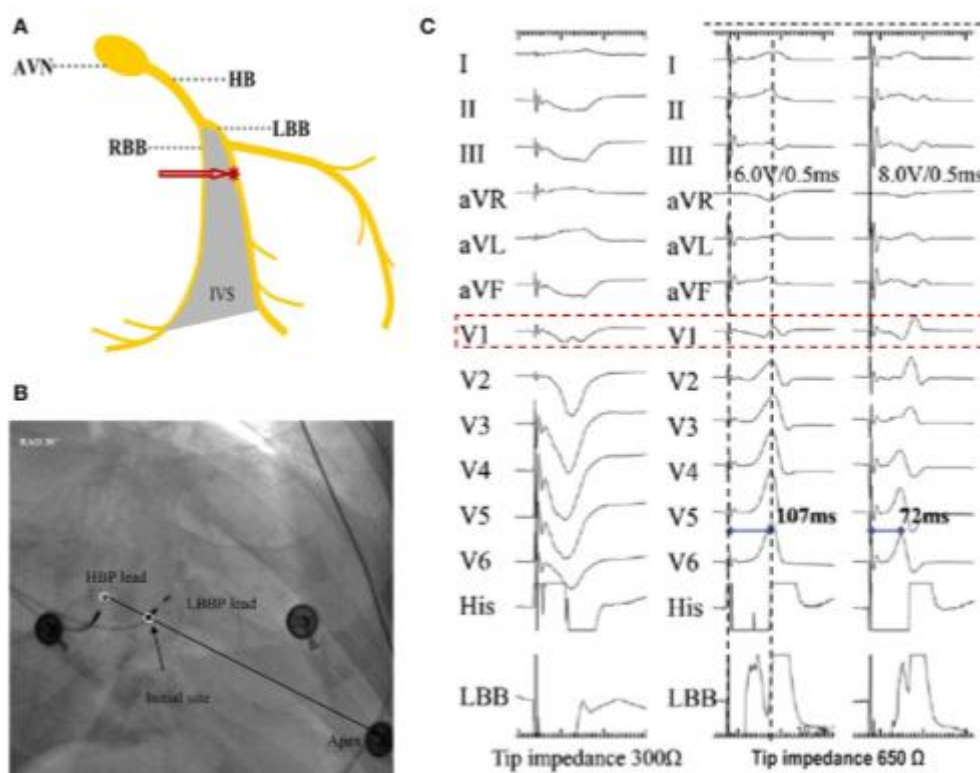 A
AVN
HB
LBB
RBB
IVS
B
RAO 30°
HBP lead
LBBP lead
Initial site
Apex
C
I
II
III
aVR
aVL
aVF
V1
V2
V3
V4
V5
V6
His
LBB
Tip impedance 300Ω
I
II
III
6.0V/0.5ms
8.0V/0.5ms
aVR
aVL
aVF
V1
V2
V3
V4
V5
107ms
72ms
V6
His
LBB
Tip impedance 650 Ω